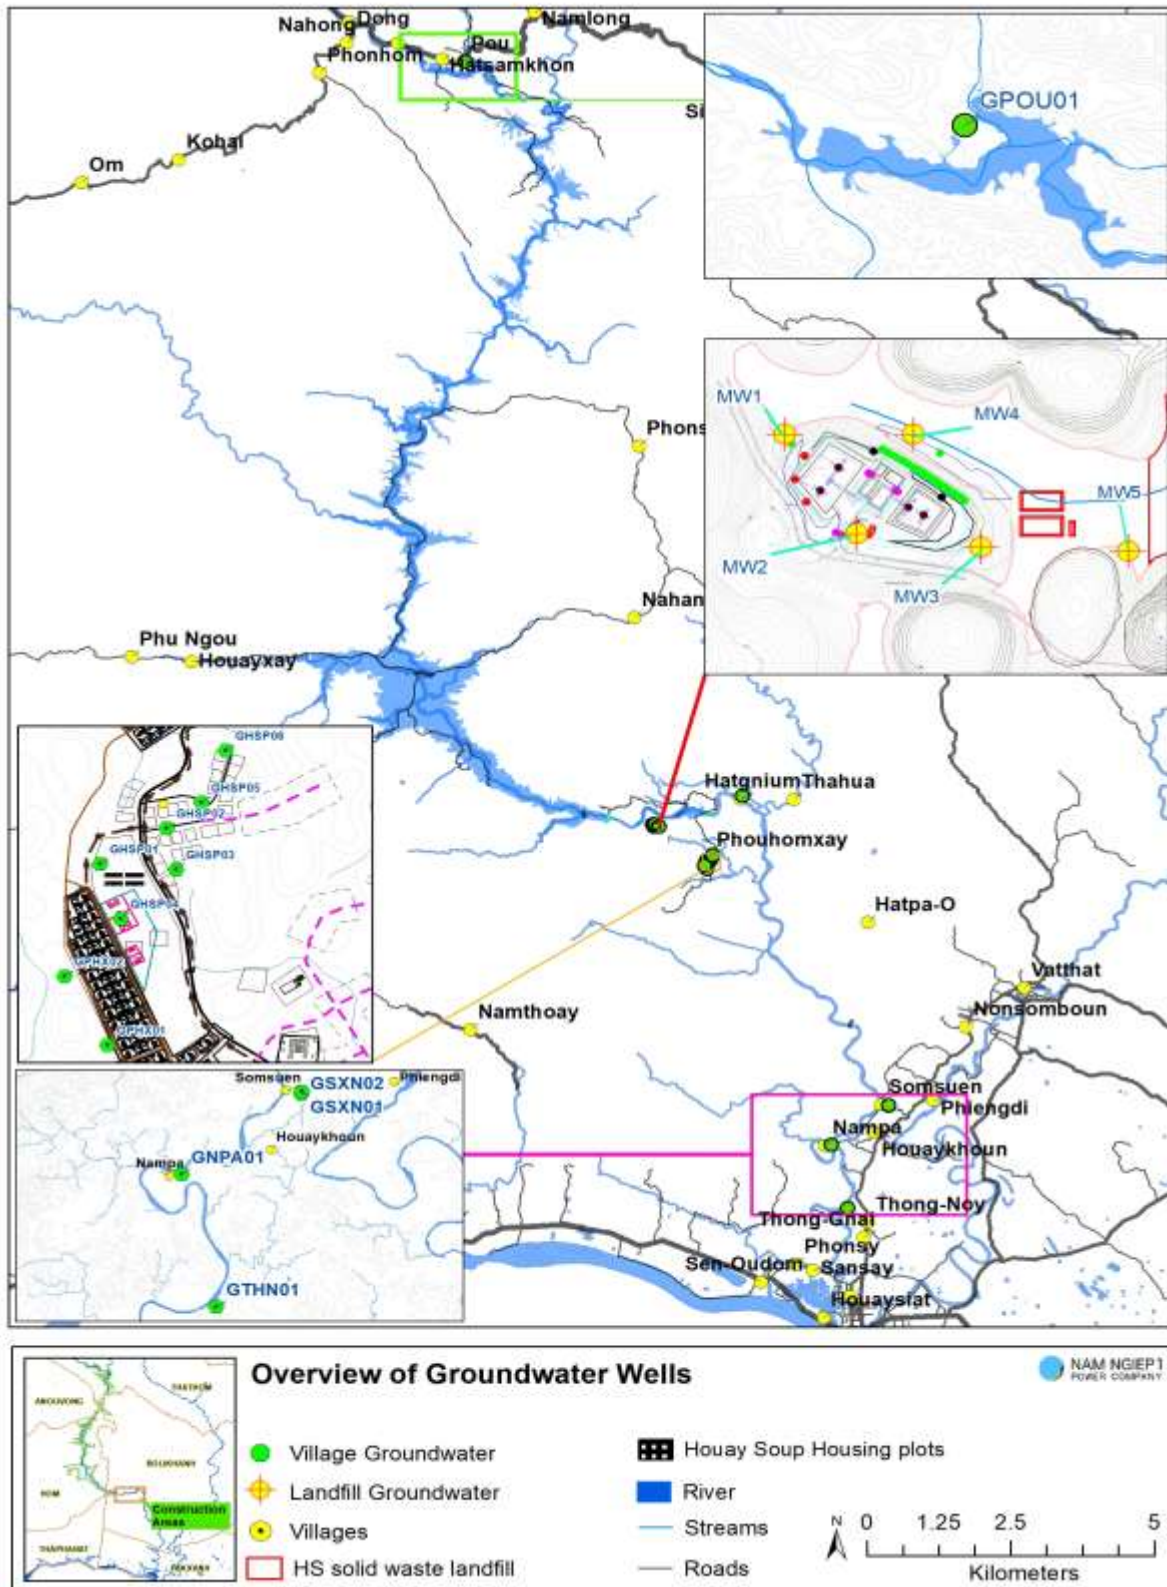 Dong
Namlong
Nahong
Pou
Phonhom
Hatsamkhon
Si
Kohai
Om
GPOU01
MW1
MW4
MW5
MW2
MW3
Phons
Nahan
Phu Ngou
Houayxay
GHSP06
GHSP05
GHSP02
GHSP01
GHSP03
GHSP04
GPHX02
GPHX01
Hatgnium
Thahua
Phouhomxay
Hatpa-O
Vatthat
Nonsomboun
Namthoay
Somsuen
GSXN02
Phiengdi
GSXN01
Houaykhoun
Nampa
GNPA01
GTHN01
Somsuen
Phiengdi
Nampa
Houaykhoun
Thong-Noy
Thong-Gnai
Phonsy
Sen-Oudom
Sansay
Houaysiat
Overview of Groundwater Wells
NAM NGIEP1
POWER COMPANY
Construction
Areas
Village Groundwater
Landfill Groundwater
Villages
HS solid waste landfill
Houay Soup Housing plots
River
Streams
Roads
N
0 1.25 2.5 5
Kilometers